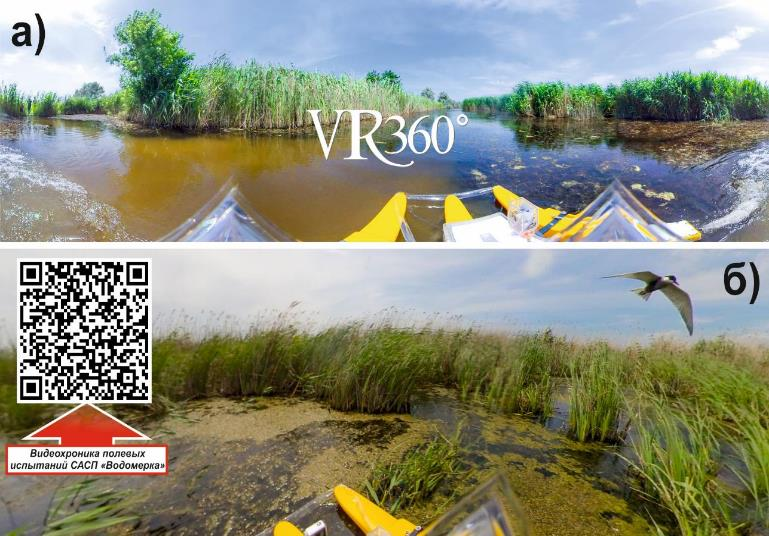 а)
VR360°
б)
Видеохроника полевых
испытаний САСП «Водомерка»